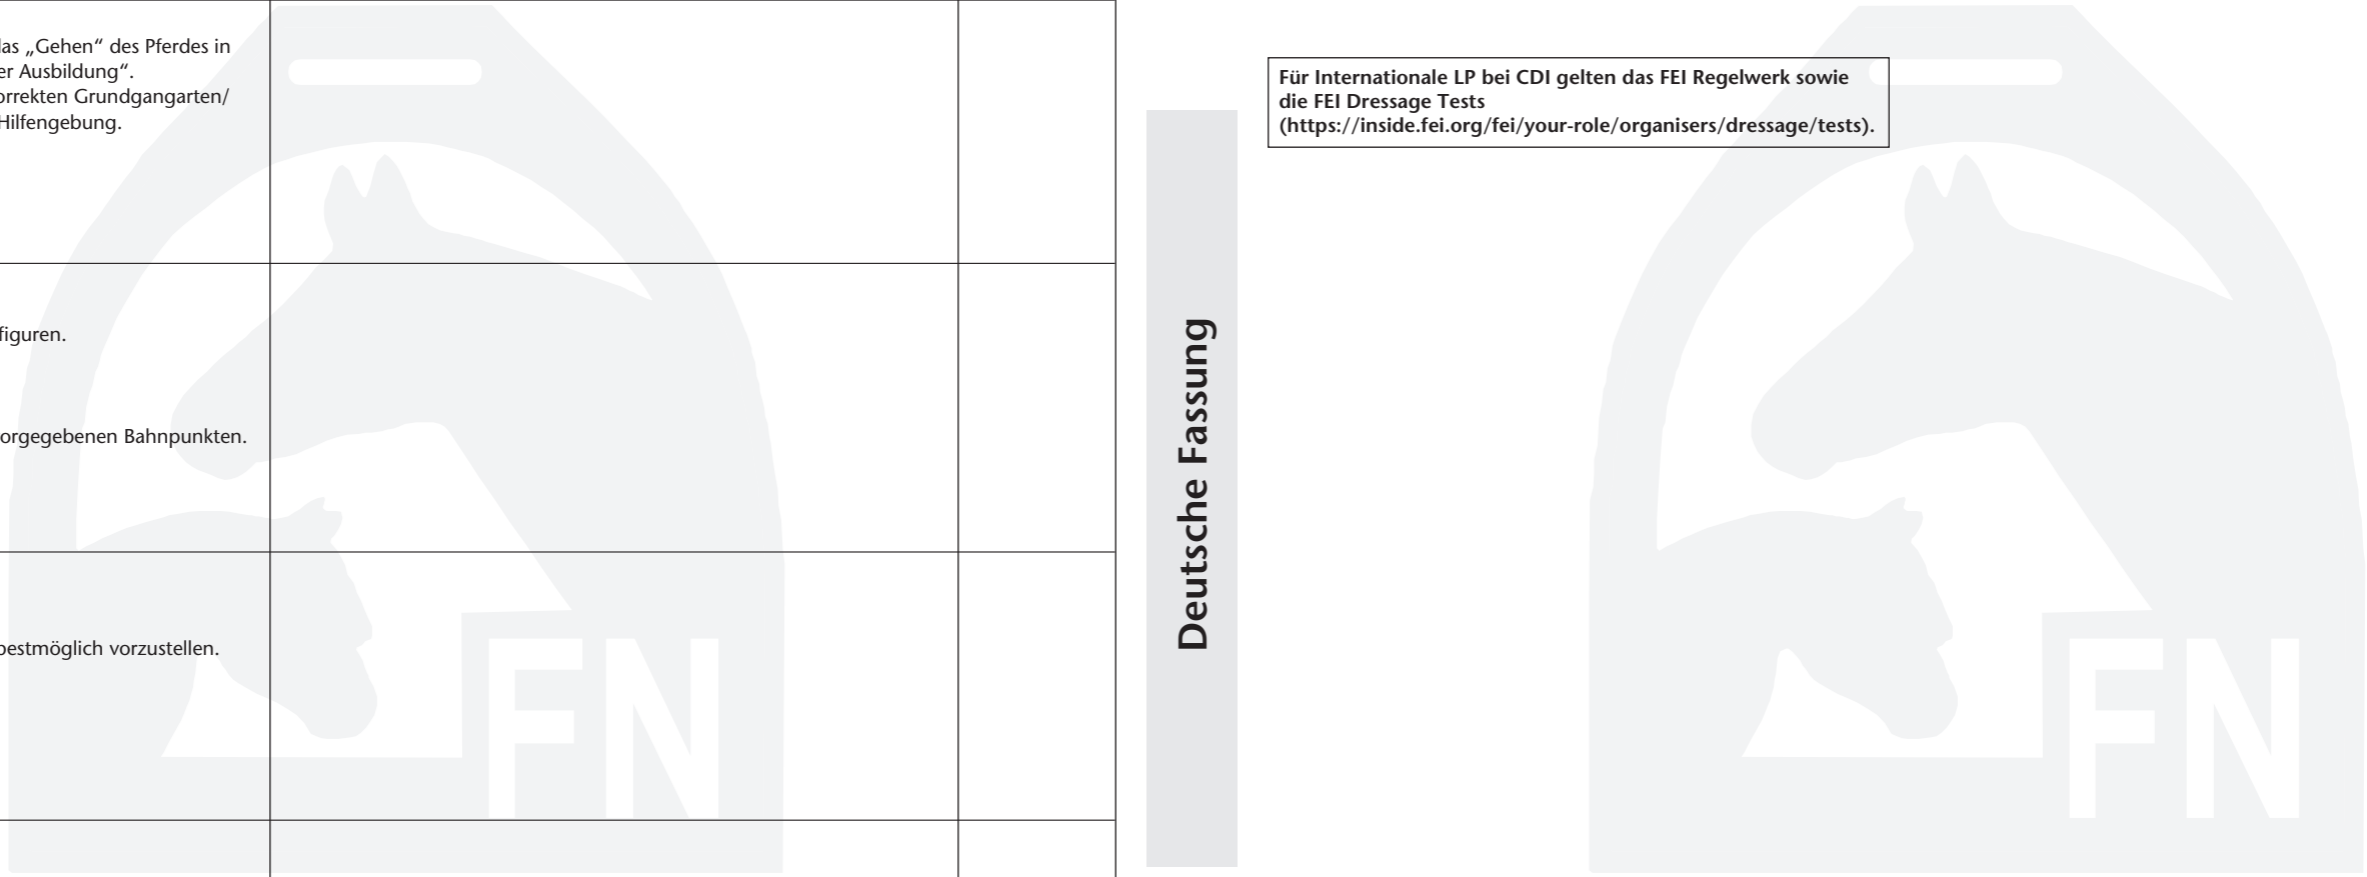 das „Gehen“ des Pferdes in
er Ausbildung“.
orrekten Grundgangarten/
Hilfengebung.
figuren.
vorgegebenen Bahnpunkten.
bestmöglich vorzustellen.
FN
Deutsche Fassung
Für Internationale LP bei CDI gelten das FEI Regelwerk sowie
die FEI Dressage Tests
(https://inside.fei.org/fei/your-role/organisers/dressage/tests).
FN